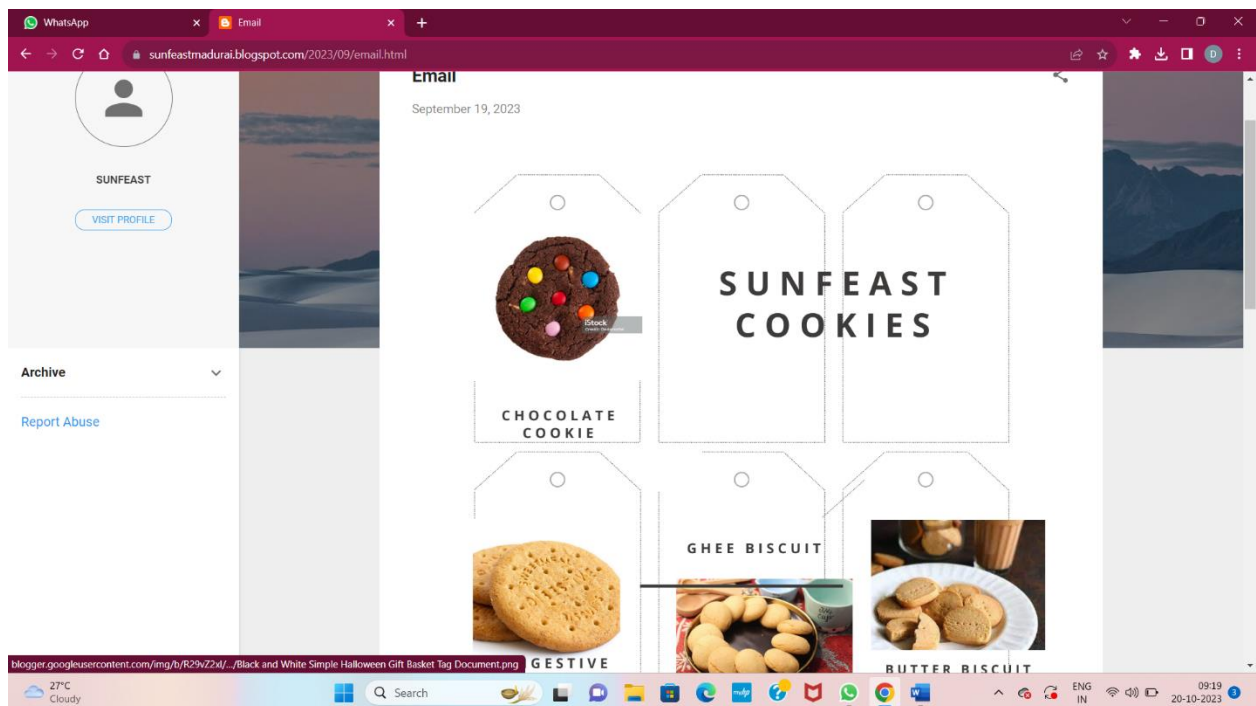 WhatsApp
Email
sunfeastmadurai.blogspot.com/2023/09/email.html
D
Email
September 19, 2023
SUNFEAST
VISIT PROFILE
Archive
Report Abuse
iStock
CHOCOLATE
COOKIE
SUNFEAST
COOKIES
GHEE BISCUIT
GESTIVE
BUTTER BISCUIT
blogger.googleusercontent.com/img/b/R29vZ2xl/.../Black and White Simple Halloween Gift Basket Tag Document.png
27°C
Cloudy
Search
ENG
IN
09:19
20-10-2023
3